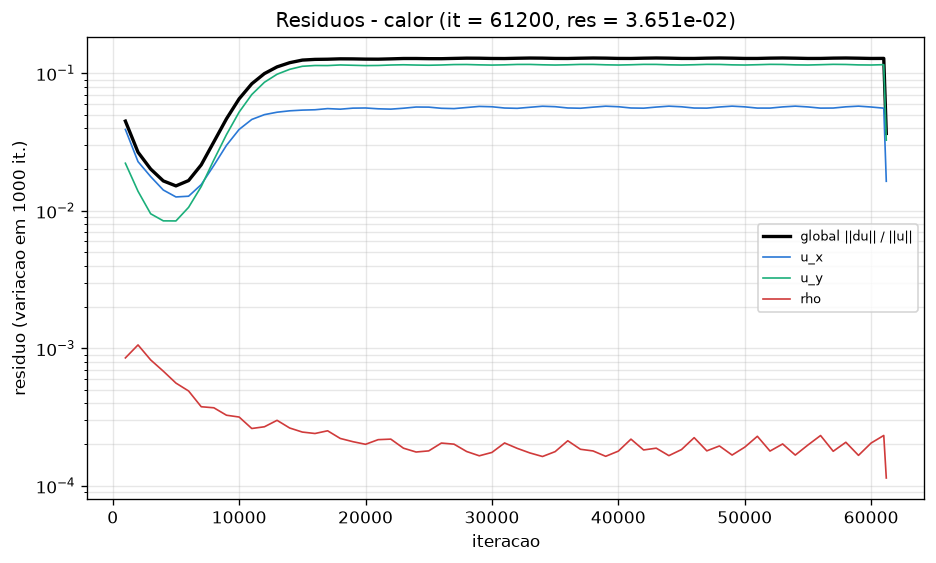 Residuos - calor (it = 61200, res = 3.651e-02)
residuo (variacao em 1000 it.)
10⁻¹
10⁻²
10⁻³
10⁻⁴
global ||du|| / ||u||
u_x
u_y
rho
0 10000 20000 30000 40000 50000 60000
iteracao